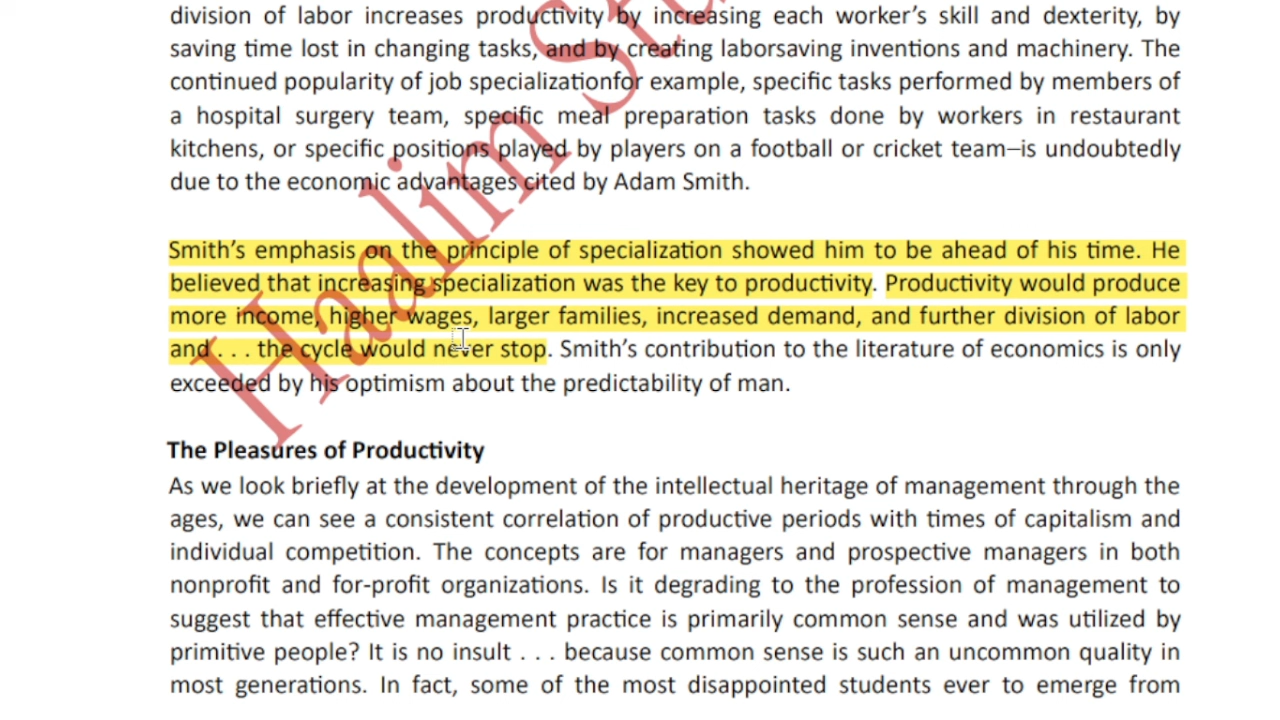 division of labor increases productivity by increasing each worker's skill and dexterity, by
saving time lost in changing tasks, and by creating laborsaving inventions and machinery. The
continued popularity of job specializationfor example, specific tasks performed by members of
a hospital surgery team, specific meal preparation tasks done by workers in restaurant
kitchens, or specific positions played by players on a football or cricket team–is undoubtedly
due to the economic advantages cited by Adam Smith.
Smith's emphasis on the principle of specialization showed him to be ahead of his time. He
believed that increasing specialization was the key to productivity. Productivity would produce
more income, higher wages, larger families, increased demand, and further division of labor
and . . . the cycle would never stop. Smith's contribution to the literature of economics is only
exceeded by his optimism about the predictability of man.
The Pleasures of Productivity
As we look briefly at the development of the intellectual heritage of management through the
ages, we can see a consistent correlation of productive periods with times of capitalism and
individual competition. The concepts are for managers and prospective managers in both
nonprofit and for-profit organizations. Is it degrading to the profession of management to
suggest that effective management practice is primarily common sense and was utilized by
primitive people? It is no insult . . . because common sense is such an uncommon quality in
most generations. In fact, some of the most disappointed students ever to emerge from
Haalim